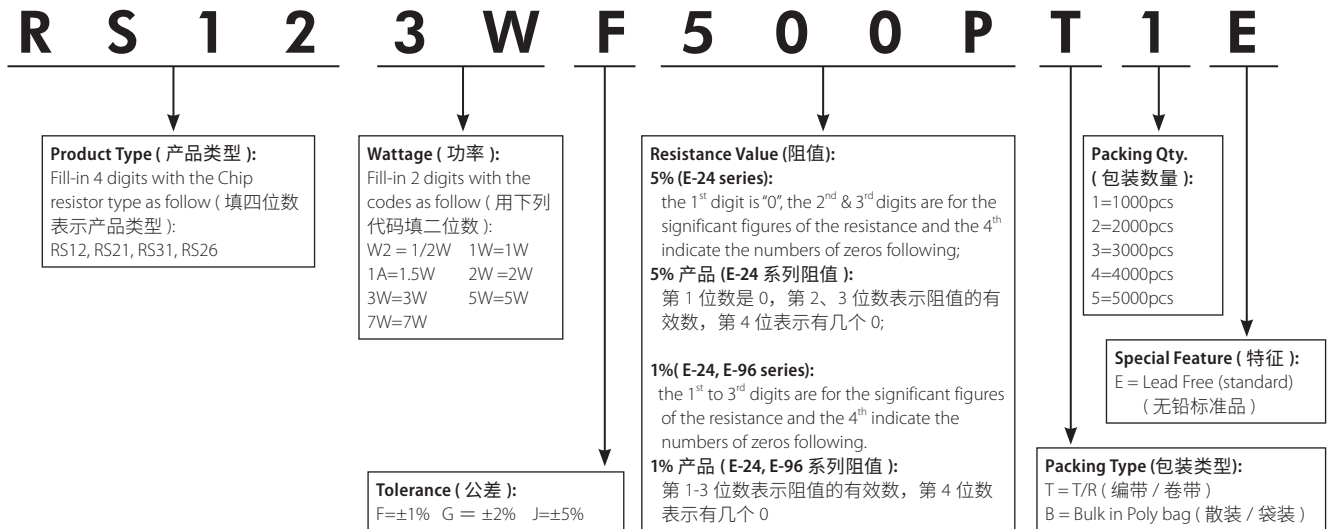 R S 1 2 3 W F 5 0 0 P T 1 E
Product Type ( 产品类型 ):
Fill-in 4 digits with the Chip
resistor type as follow ( 填四位数
表示产品类型 ):
RS12, RS21, RS31, RS26
Wattage ( 功率 ):
Fill-in 2 digits with the
codes as follow ( 用下列
代码填二位数 ):
W2 = 1/2W 1W=1W
1A=1.5W 2W =2W
3W=3W 5W=5W
7W=7W
Tolerance ( 公差 ):
F=±1% G = ±2% J=±5%
Resistance Value (阻值):
5% (E-24 series):
the 1st digit is "0", the 2nd & 3rd digits are for the
significant figures of the resistance and the 4th
indicate the numbers of zeros following;
5% 产品 (E-24 系列阻值 ):
第 1 位数是 0，第 2、3 位数表示阻值的有
效数，第 4 位表示有几个 0;
1%( E-24, E-96 series):
the 1st to 3rd digits are for the significant figures
of the resistance and the 4th indicate the
numbers of zeros following.
1% 产品 ( E-24, E-96 系列阻值 ):
第 1-3 位数表示阻值的有效数，第 4 位数
表示有几个 0
Packing Qty.
( 包装数量 ):
1=1000pcs
2=2000pcs
3=3000pcs
4=4000pcs
5=5000pcs
Special Feature ( 特征 ):
E = Lead Free (standard)
( 无铅标准品 )
Packing Type (包装类型):
T = T/R ( 编带 / 卷带 )
B = Bulk in Poly bag ( 散装 / 袋装 )